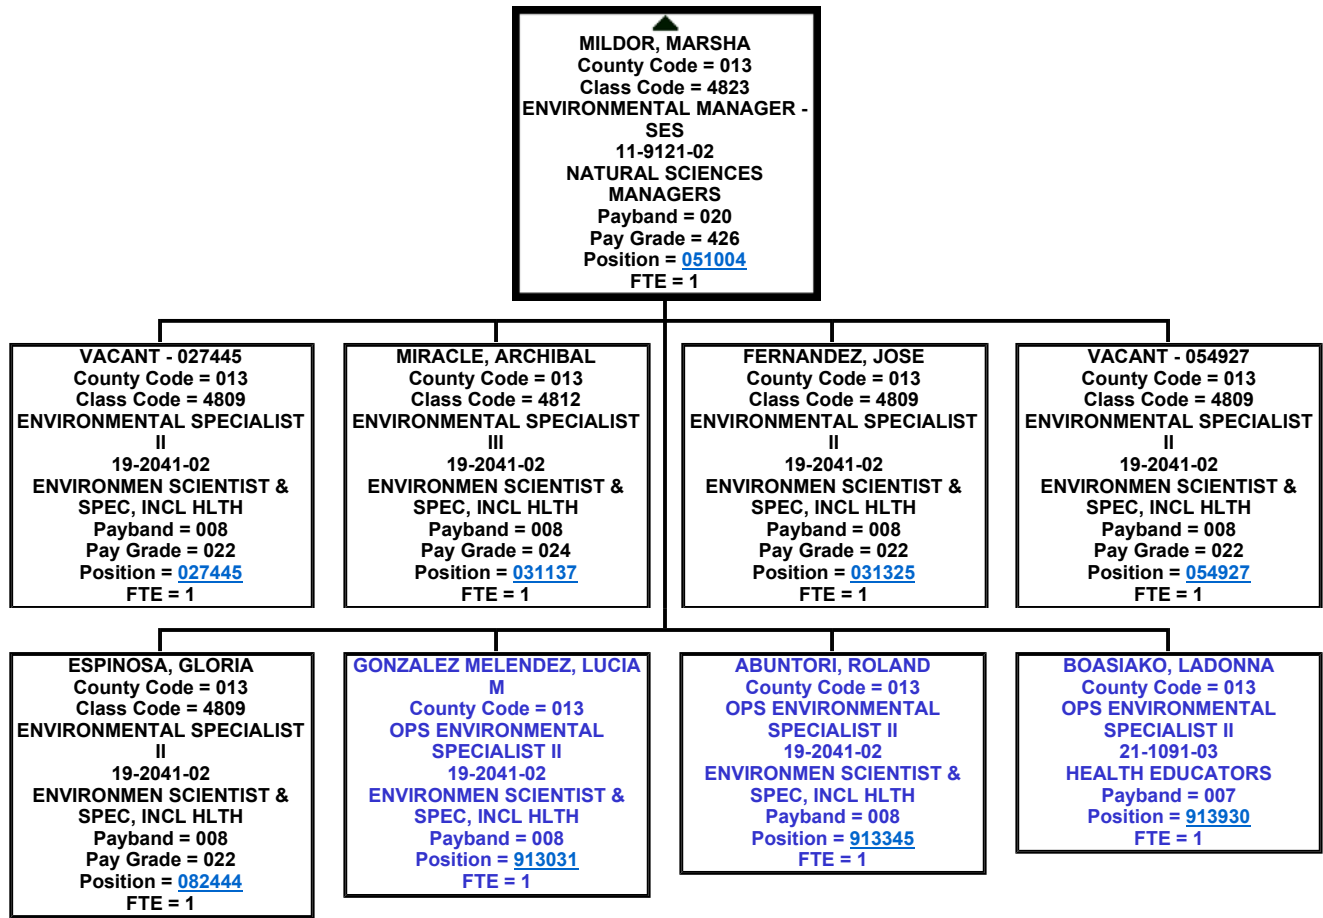 MILDOR, MARSHA
County Code = 013
Class Code = 4823
ENVIRONMENTAL MANAGER -
SES
11-9121-02
NATURAL SCIENCES
MANAGERS
Payband = 020
Pay Grade = 426
Position = 051004
FTE = 1
VACANT - 027445
County Code = 013
Class Code = 4809
ENVIRONMENTAL SPECIALIST
II
19-2041-02
ENVIRONMEN SCIENTIST &
SPEC, INCL HLTH
Payband = 008
Pay Grade = 022
Position = 027445
FTE = 1
MIRACLE, ARCHIBAL
County Code = 013
Class Code = 4812
ENVIRONMENTAL SPECIALIST
III
19-2041-02
ENVIRONMEN SCIENTIST &
SPEC, INCL HLTH
Payband = 008
Pay Grade = 024
Position = 031137
FTE = 1
FERNANDEZ, JOSE
County Code = 013
Class Code = 4809
ENVIRONMENTAL SPECIALIST
II
19-2041-02
ENVIRONMEN SCIENTIST &
SPEC, INCL HLTH
Payband = 008
Pay Grade = 022
Position = 031325
FTE = 1
VACANT - 054927
County Code = 013
Class Code = 4809
ENVIRONMENTAL SPECIALIST
II
19-2041-02
ENVIRONMEN SCIENTIST &
SPEC, INCL HLTH
Payband = 008
Pay Grade = 022
Position = 054927
FTE = 1
ESPINOSA, GLORIA
County Code = 013
Class Code = 4809
ENVIRONMENTAL SPECIALIST
II
19-2041-02
ENVIRONMEN SCIENTIST &
SPEC, INCL HLTH
Payband = 008
Pay Grade = 022
Position = 082444
FTE = 1
GONZALEZ MELENDEZ, LUCIA
M
County Code = 013
OPS ENVIRONMENTAL
SPECIALIST II
19-2041-02
ENVIRONMEN SCIENTIST &
SPEC, INCL HLTH
Payband = 008
Position = 913031
FTE = 1
ABUNTORI, ROLAND
County Code = 013
OPS ENVIRONMENTAL
SPECIALIST II
19-2041-02
ENVIRONMEN SCIENTIST &
SPEC, INCL HLTH
Payband = 008
Position = 913345
FTE = 1
BOASIAKO, LADONNA
County Code = 013
OPS ENVIRONMENTAL
SPECIALIST II
21-1091-03
HEALTH EDUCATORS
Payband = 007
Position = 913930
FTE = 1